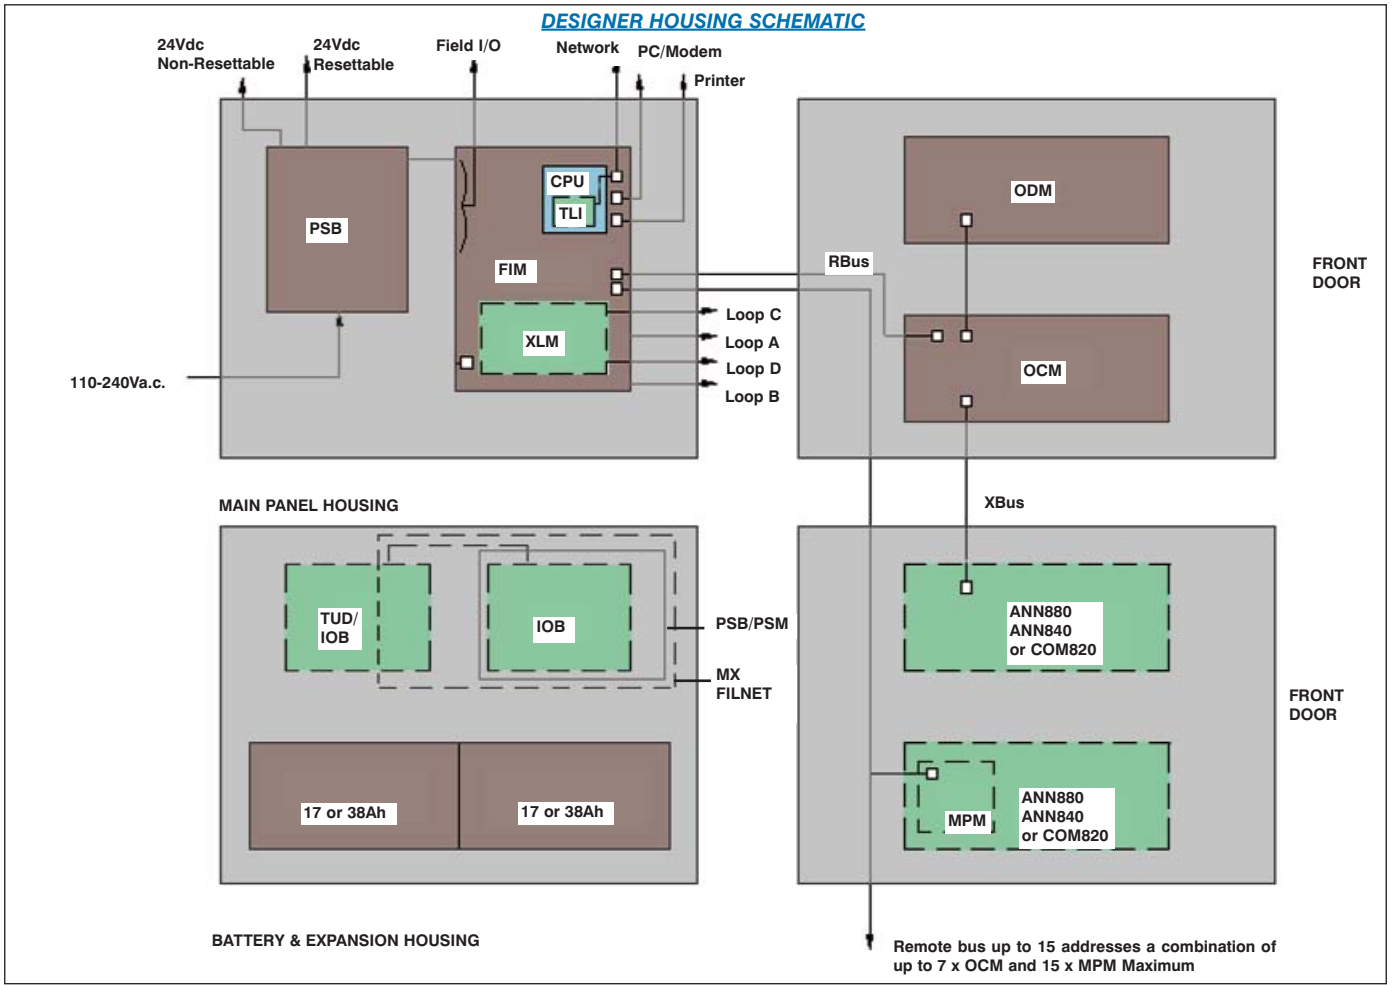 DESIGNER HOUSING SCHEMATIC
24Vdc
Non-Resettable
24Vdc
Resettable
Field I/O
Network
PC/Modem
Printer
PSB
CPU
TLI
FIM
XLM
110-240Va.c.
Loop C
Loop A
Loop D
Loop B
RBus
ODM
OCM
FRONT
DOOR
MAIN PANEL HOUSING
XBus
TUD/
IOB
IOB
PSB/PSM
MX
FILNET
17 or 38Ah
17 or 38Ah
ANN880
ANN840
or COM820
FRONT
DOOR
MPM
ANN880
ANN840
or COM820
BATTERY & EXPANSION HOUSING
Remote bus up to 15 addresses a combination of
up to 7 x OCM and 15 x MPM Maximum